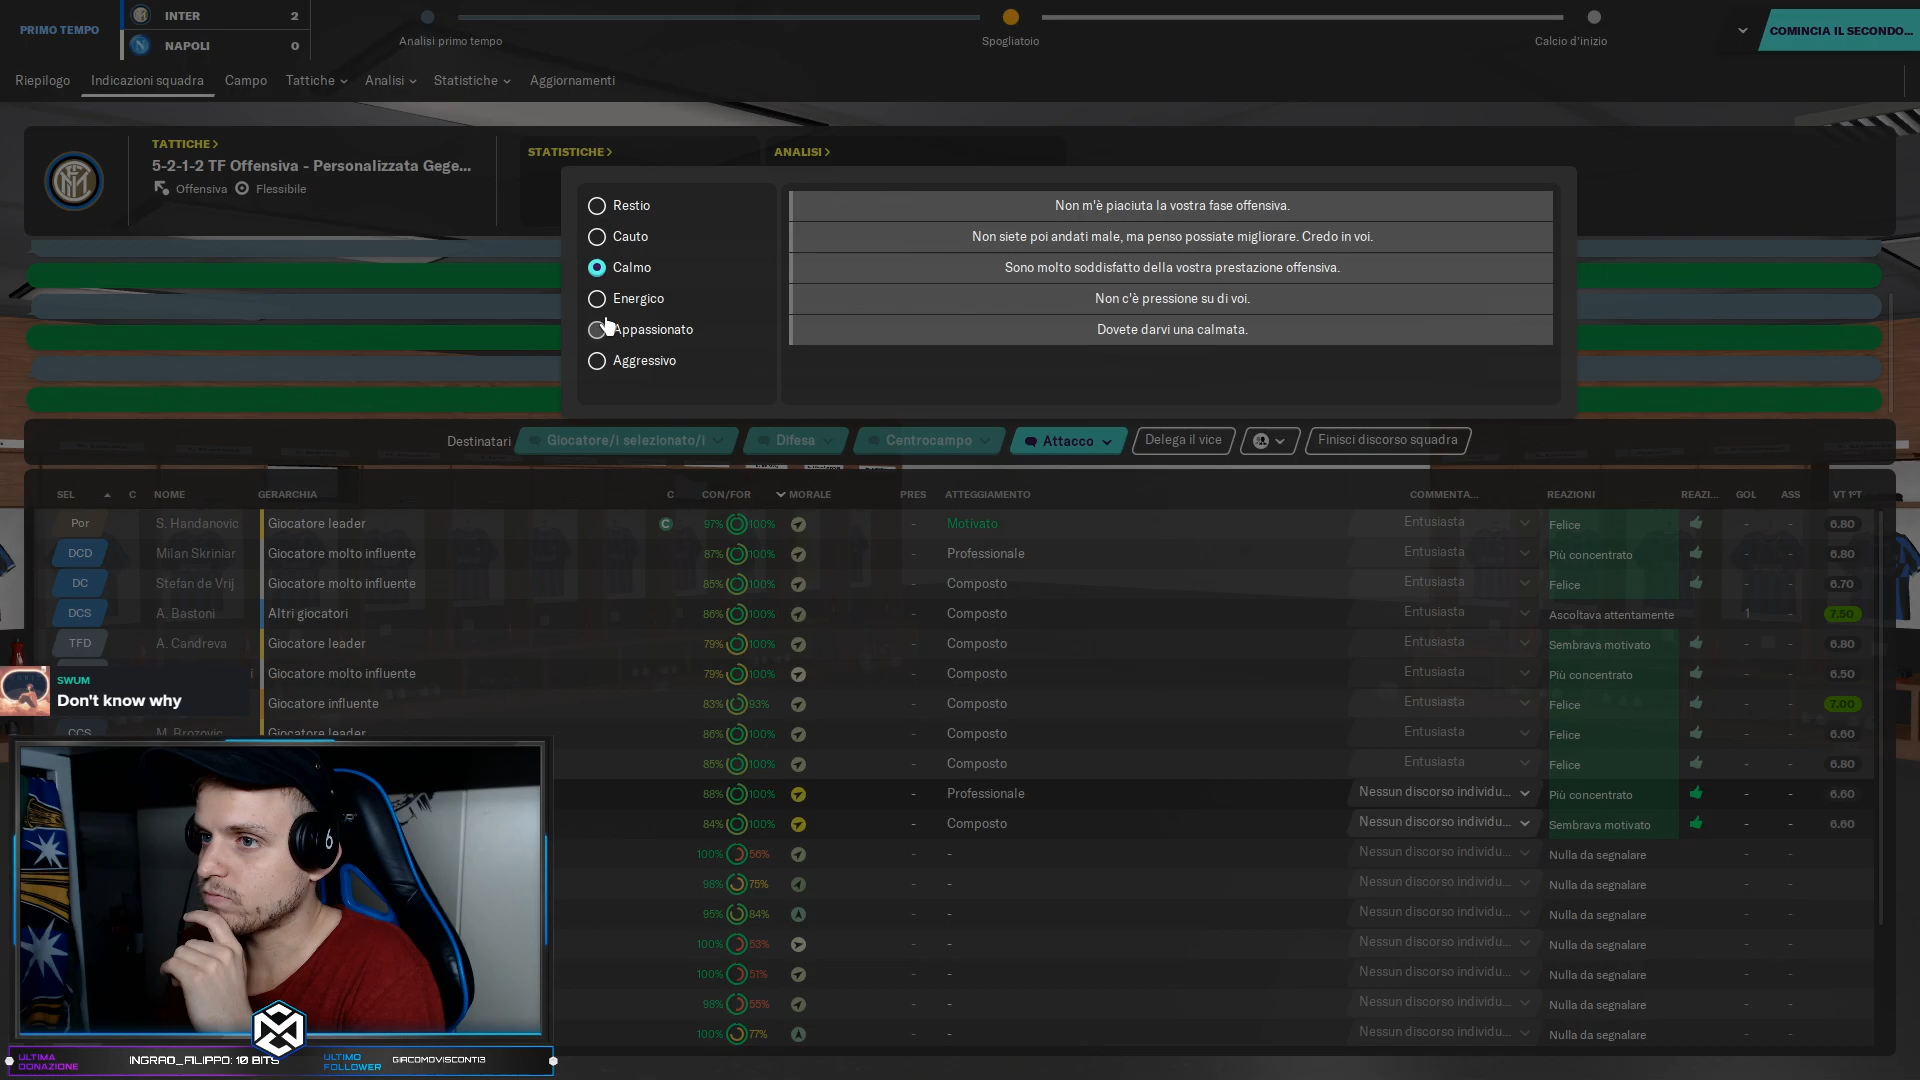 PRIMO TEMPO
INTER 2
NAPOLI 0
Analisi primo tempo
Spogliatoio
Calcio d'inizio
COMINCIA IL SECONDO...
Riepilogo Indicazioni squadra Campo Tattiche Analisi Statistiche Aggiornamenti
TATTICHE >
5-2-1-2 TF Offensiva - Personalizzata Gege...
Offensiva Flessibile
STATISTICHE >
ANALISI >
Restio
Cauto
Calmo
Energico
Appassionato
Aggressivo
Non m'è piaciuta la vostra fase offensiva.
Non siete poi andati male, ma penso possiate migliorare. Credo in voi.
Sono molto soddisfatto della vostra prestazione offensiva.
Non c'è pressione su di voi.
Dovete darvi una calmata.
Destinatari Giocatore/i selezionato/i Difesa Centrocampo Attacco Delega il vice Finisci discorso squadra
SEL C NOME GERARCHIA C CON/FOR MORALE PRES ATTEGGIAMENTO COMMENTA... REAZIONI REAZI... GOL ASS VT 1ºT
Por S. Handanovic Giocatore leader C 97% 100% - Motivato Entusiasta Felice - - 6.80
DCD Milan Skriniar Giocatore molto influente 87% 100% - Professionale Entusiasta Più concentrato - - 6.80
DC Stefan de Vrij Giocatore molto influente 85% 100% - Composto Entusiasta Felice - - 6.70
DCS A. Bastoni Altri giocatori 86% 100% - Composto Entusiasta Ascoltava attentamente 1 - 7.50
TFD A. Candreva Giocatore leader 79% 100% - Composto Entusiasta Sembrava motivato - - 6.80
Giocatore molto influente 79% 100% - Composto Entusiasta Più concentrato - - 6.50
Giocatore influente 83% 93% - Composto Entusiasta Felice - - 7.00
CCS M. Brozovic Giocatore leader 86% 100% - Composto Entusiasta Felice - - 6.60
85% 100% - Composto Entusiasta Felice - - 6.80
88% 100% - Professionale Nessun discorso individu... Più concentrato - - 6.60
84% 100% - Composto Nessun discorso individu... Sembrava motivato - - 6.60
100% 56% - - Nessun discorso individu... Nulla da segnalare - -
98% 75% - - Nessun discorso individu... Nulla da segnalare - -
95% 84% - - Nessun discorso individu... Nulla da segnalare - -
100% 53% - - Nessun discorso individu... Nulla da segnalare - -
100% 51% - - Nessun discorso individu... Nulla da segnalare - -
98% 55% - - Nessun discorso individu... Nulla da segnalare - -
100% 77% - - Nessun discorso individu... Nulla da segnalare - -
SWUM
Don't know why
ULTIMA DONAZIONE
INGRAO_FILIPPO: 10 BITS
ULTIMO FOLLOWER
GIACOMOVISCONTI3